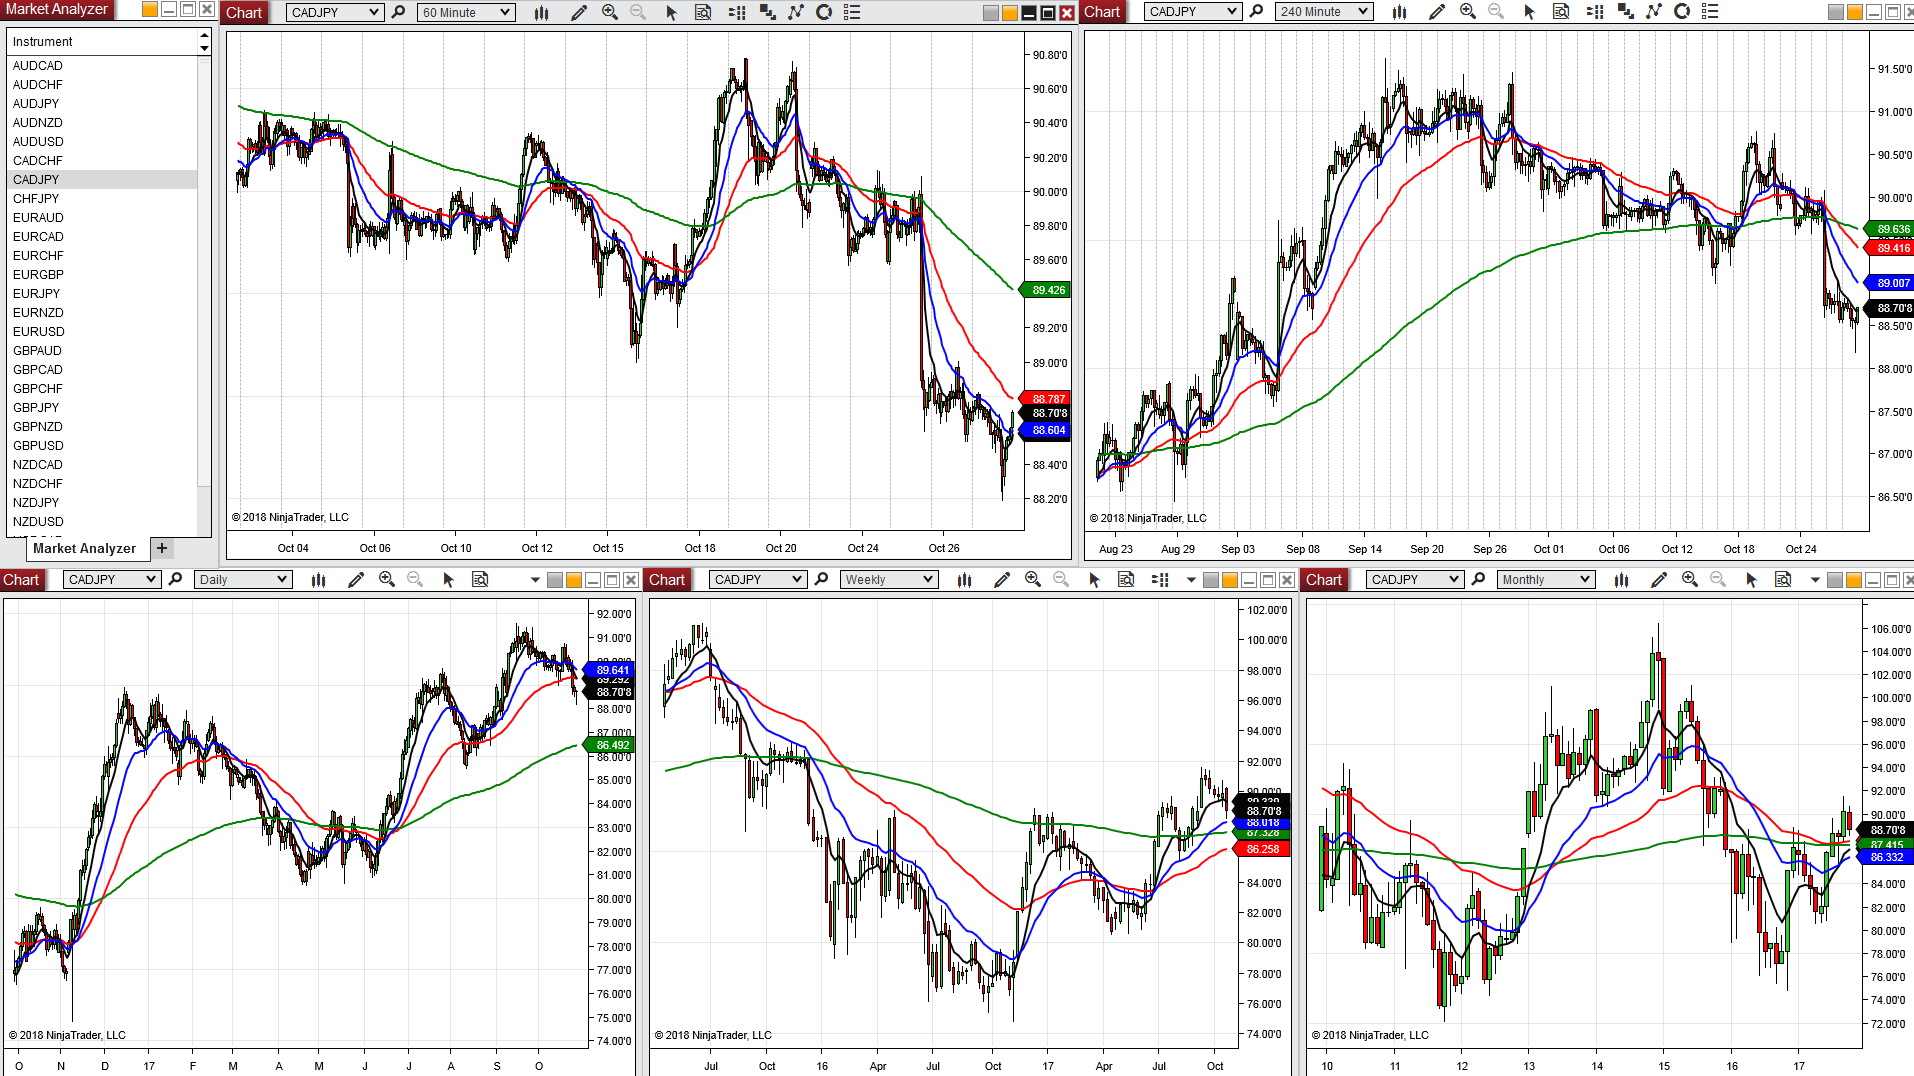 Market Analyzer
Instrument
AUDCAD
AUDCHF
AUDJPY
AUDNZD
AUDUSD
CADCHF
CADJPY
CHFJPY
EURAUD
EURCAD
EURCHF
EURGBP
EURJPY
EURNZD
EURUSD
GBPAUD
GBPCAD
GBPCHF
GBPJPY
GBPNZD
GBPUSD
NZDCAD
NZDCHF
NZDJPY
NZDUSD
Market Analyzer +
Chart CADJPY 60 Minute
90.80'0
90.60'0
90.40'0
90.20'0
90.00'0
89.80'0
89.60'0
89.426
89.20'0
89.00'0
88.787
88.70'8
88.604
88.40'0
88.20'0
© 2018 NinjaTrader, LLC
Oct 04 Oct 06 Oct 10 Oct 12 Oct 15 Oct 18 Oct 20 Oct 24 Oct 26
Chart CADJPY 240 Minute
91.50'0
91.00'0
90.50'0
90.00'0
89.636
89.416
89.007
88.70'8
88.50'0
88.00'0
87.50'0
87.00'0
86.50'0
© 2018 NinjaTrader, LLC
Aug 23 Aug 29 Sep 03 Sep 08 Sep 14 Sep 20 Sep 26 Oct 01 Oct 06 Oct 12 Oct 18 Oct 24
Chart CADJPY Daily
92.00'0
91.00'0
89.641
89.292
88.70'8
88.00'0
87.00'0
86.492
86.00'0
85.00'0
84.00'0
83.00'0
82.00'0
81.00'0
80.00'0
79.00'0
78.00'0
77.00'0
76.00'0
75.00'0
74.00'0
© 2018 NinjaTrader, LLC
O N D 17 F M A M J J A S O
Chart CADJPY Weekly
102.00'0
100.00'0
98.00'0
96.00'0
94.00'0
92.00'0
88.70'8
88.018
87.328
86.258
84.00'0
82.00'0
80.00'0
78.00'0
76.00'0
74.00'0
© 2018 NinjaTrader, LLC
Jul Oct 16 Apr Jul Oct 17 Apr Jul Oct
Chart CADJPY Monthly
106.00'0
104.00'0
102.00'0
100.00'0
98.00'0
96.00'0
94.00'0
92.00'0
90.00'0
88.70'8
87.415
86.332
84.00'0
82.00'0
80.00'0
78.00'0
76.00'0
74.00'0
72.00'0
© 2018 NinjaTrader, LLC
10 11 12 13 14 15 16 17